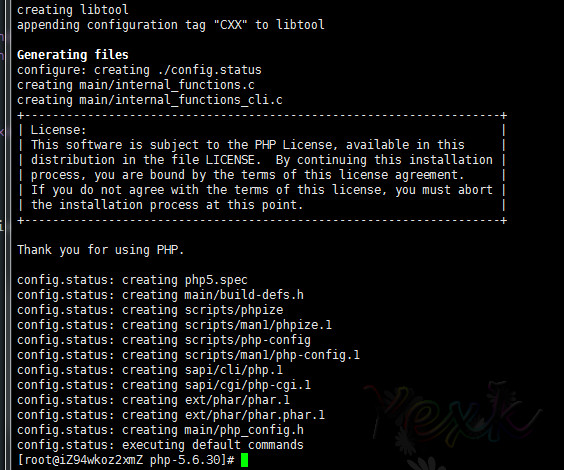 creating libtool
appending configuration tag "CXX" to libtool
Generating files
configure: creating ./config.status
creating main/internal_functions.c
creating main/internal_functions_cli.c
+--------------------------------------------------------------------+
| License:                                                           |
| This software is subject to the PHP License, available in this     |
| distribution in the file LICENSE.  By continuing this installation |
| process, you are bound by the terms of this license agreement.     |
| If you do not agree with the terms of this license, you must abort |
| the installation process at this point.                            |
+--------------------------------------------------------------------+
Thank you for using PHP.
config.status: creating php5.spec
config.status: creating main/build-defs.h
config.status: creating scripts/phpize
config.status: creating scripts/man1/phpize.1
config.status: creating scripts/php-config
config.status: creating scripts/man1/php-config.1
config.status: creating sapi/cli/php.1
config.status: creating sapi/cgi/php-cgi.1
config.status: creating ext/phar/phar.1
config.status: creating ext/phar/phar.phar.1
config.status: creating main/php_config.h
config.status: executing default commands
[root@iZ94wkoz2xmZ php-5.6.30]#